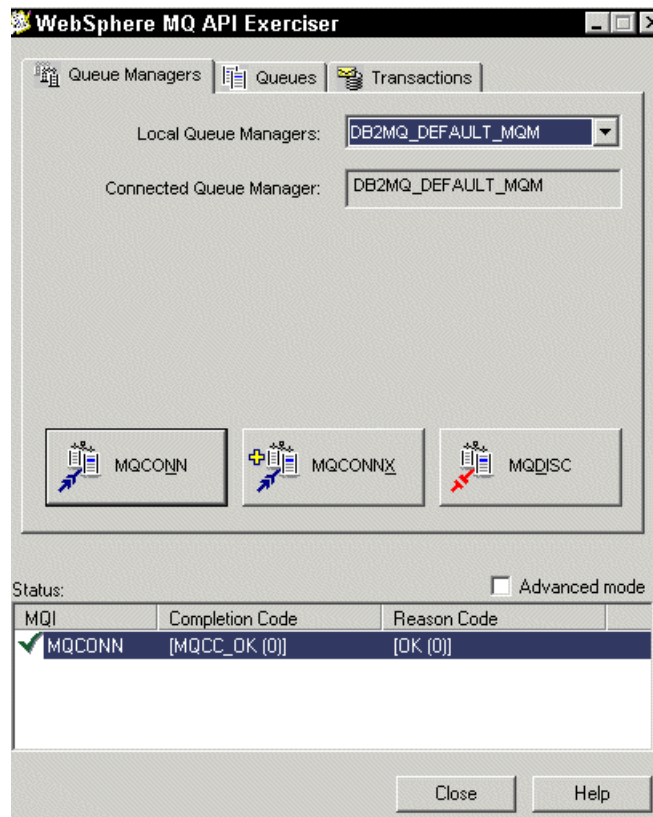 WebSphere MQ API Exerciser
Queue Managers Queues Transactions
Local Queue Managers: DB2MQ_DEFAULT_MQM
Connected Queue Manager: DB2MQ_DEFAULT_MQM
MQCONN MQCONNX MQDISC
Status: Advanced mode
MQI Completion Code Reason Code
MQCONN [MQCC_OK (0)] [OK (0)]
Close Help